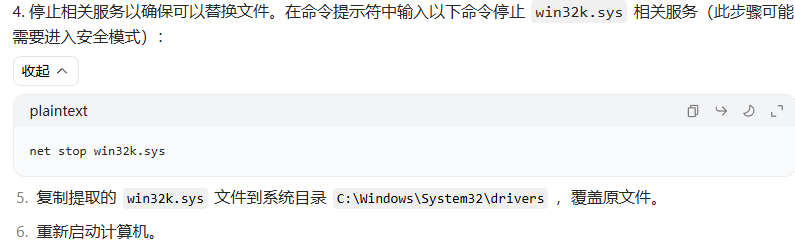 4. 停止相关服务以确保可以替换文件。在命令提示符中输入以下命令停止 win32k.sys 相关服务（此步骤可能
需要进入安全模式）：
收起
plaintext
net stop win32k.sys
5. 复制提取的 win32k.sys 文件到系统目录 C:\Windows\System32\drivers ，覆盖原文件。
6. 重新启动计算机。